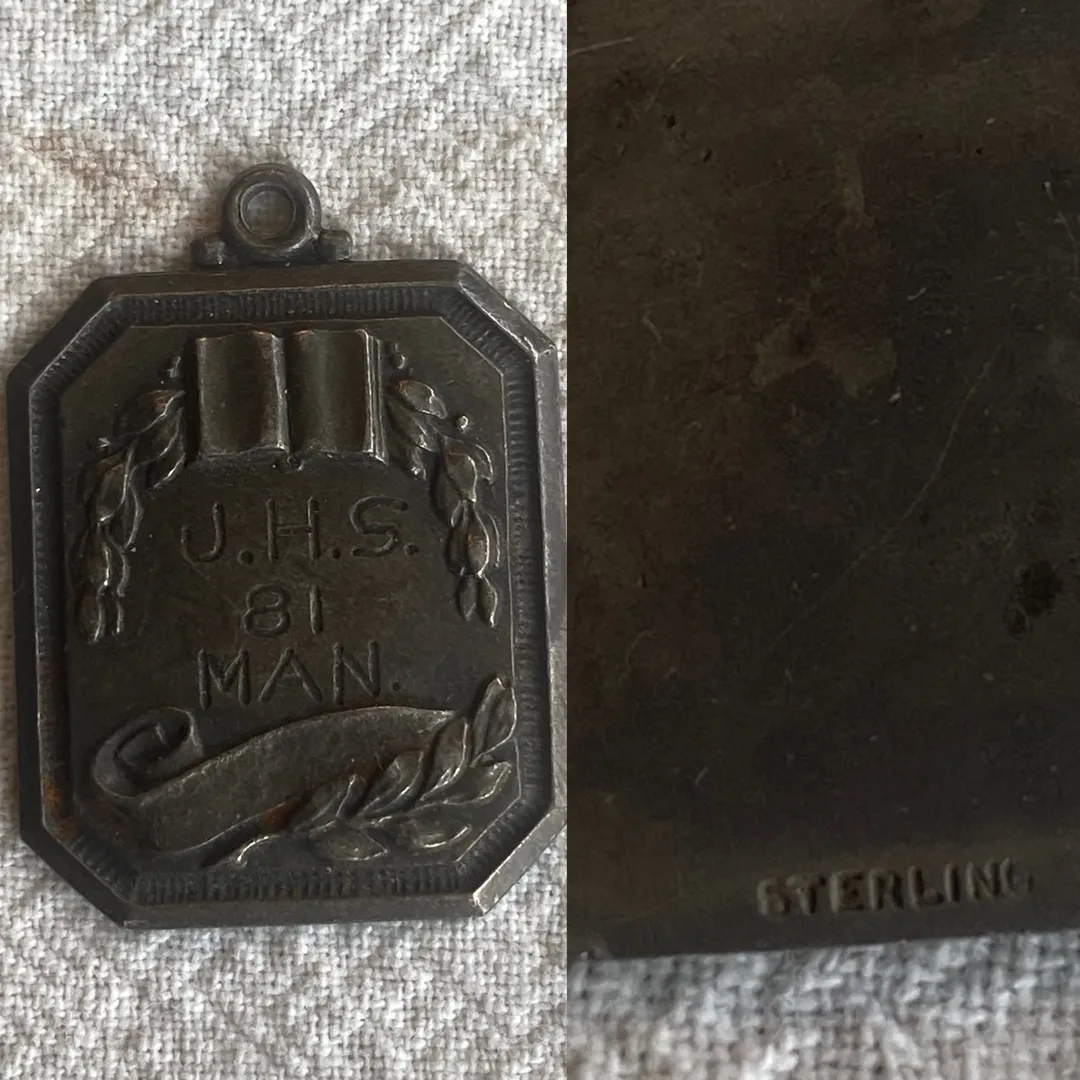 J.H.S.
81
MAN.
STERLING